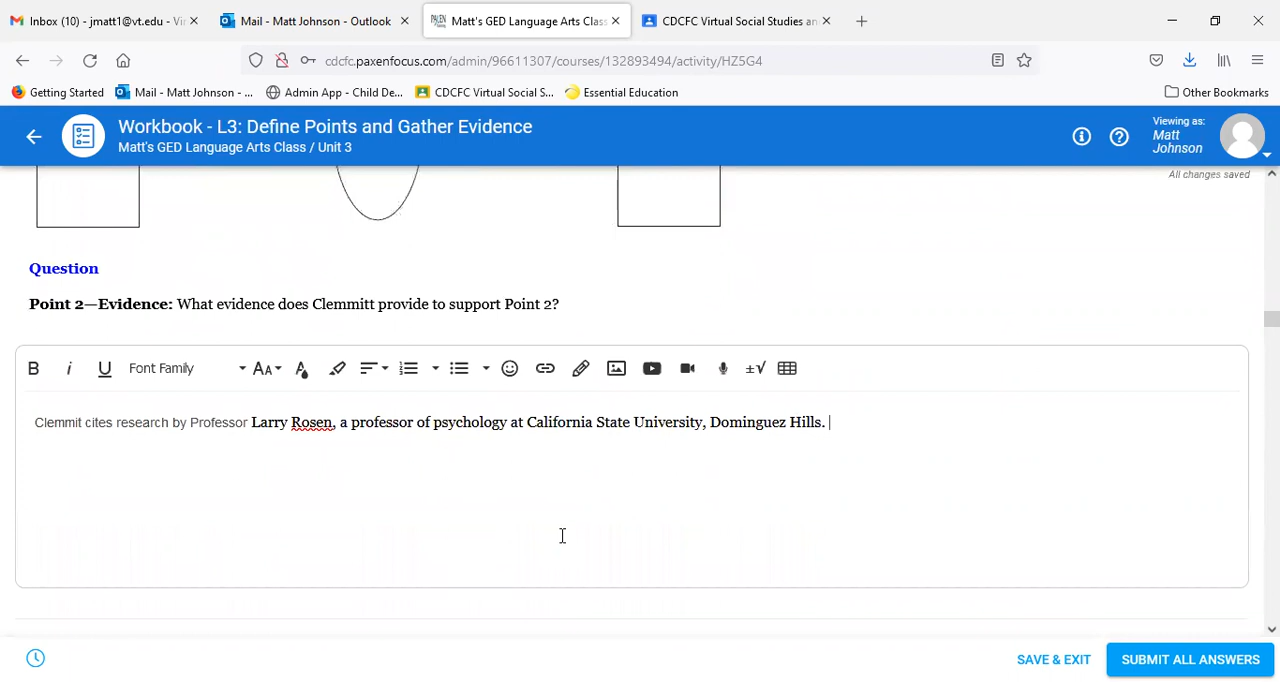 Inbox (10) - jmatt1@vt.edu - Vir
Mail - Matt Johnson - Outlook
PAXEN
Matt's GED Language Arts Class
CDCFC Virtual Social Studies an
cdcfc.paxenfocus.com/admin/96611307/courses/132893494/activity/HZ5G4
Getting Started
Mail - Matt Johnson - ...
Admin App - Child De...
CDCFC Virtual Social S...
Essential Education
Other Bookmarks
Workbook - L3: Define Points and Gather Evidence
Matt's GED Language Arts Class / Unit 3
Viewing as:
Matt
Johnson
All changes saved
Question
Point 2—Evidence: What evidence does Clemmitt provide to support Point 2?
B i U Font Family AA A ±√
Clemmit cites research by Professor Larry Rosen, a professor of psychology at California State University, Dominguez Hills.
SAVE & EXIT
SUBMIT ALL ANSWERS